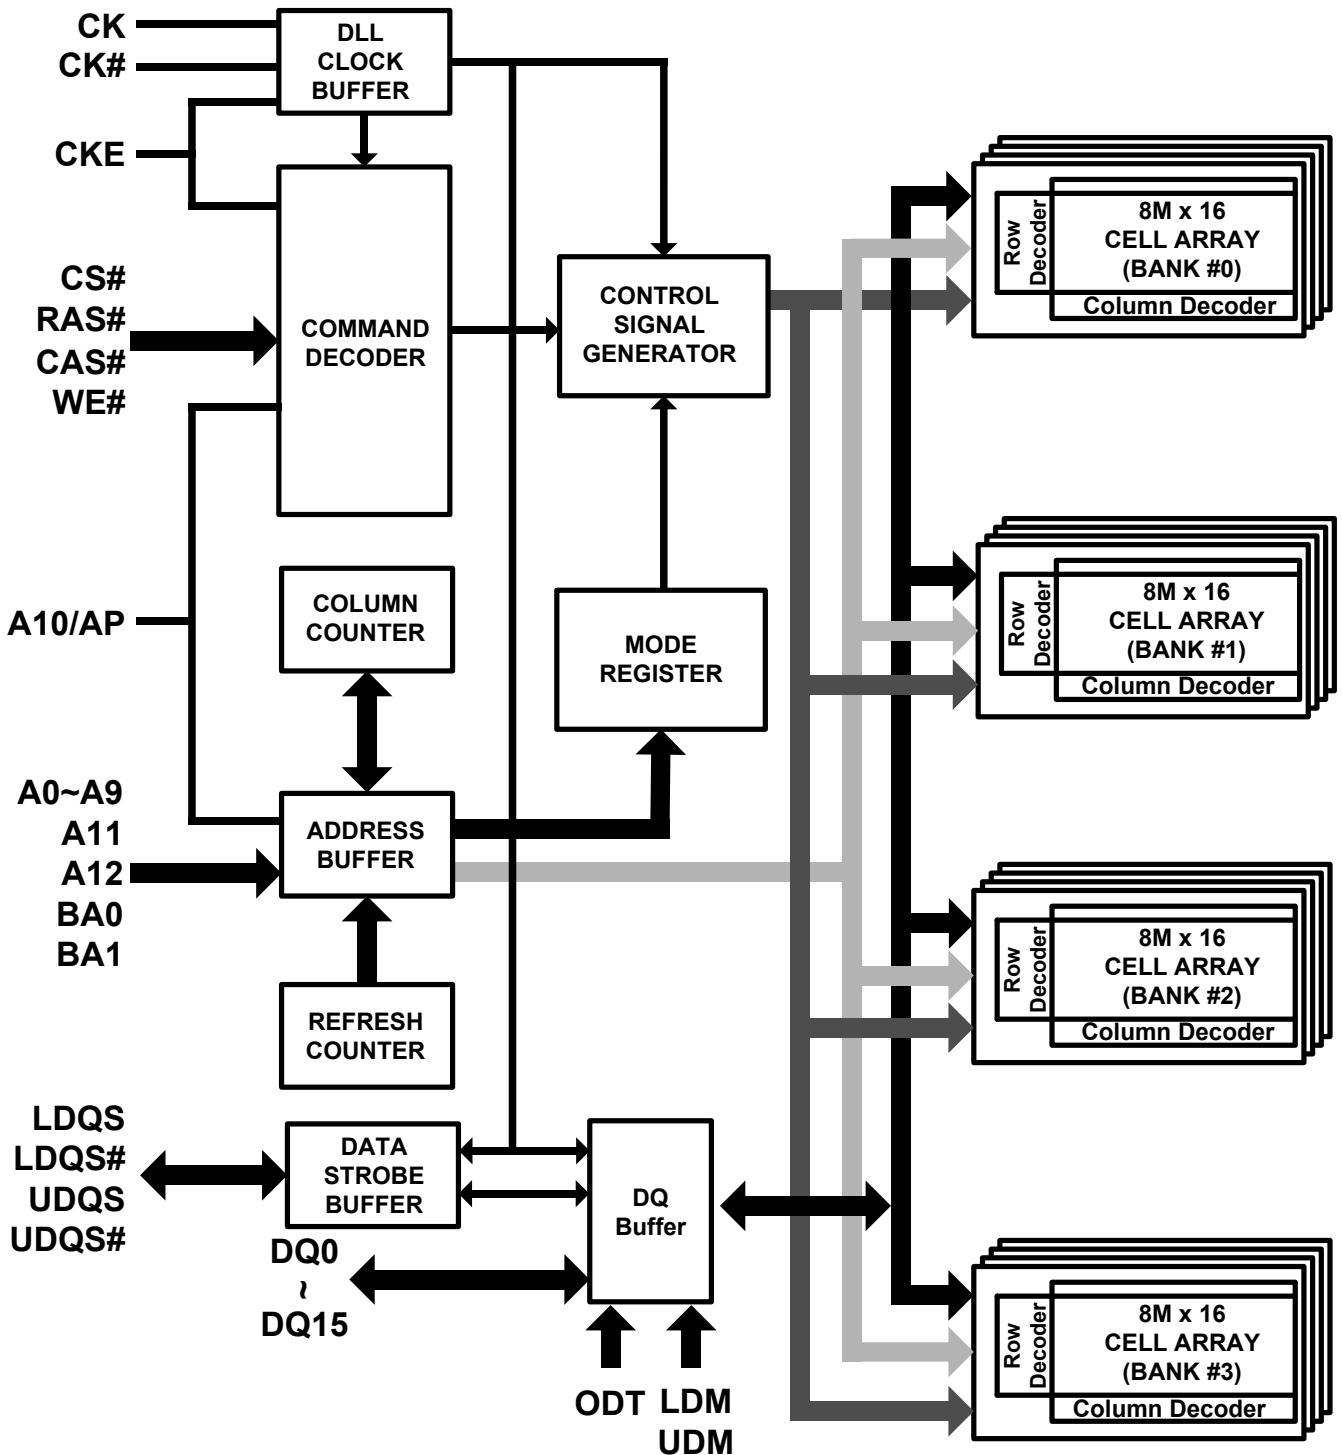 CK
CK#
CKE
CS#
RAS#
CAS#
WE#
A10/AP
A0~A9
A11
A12
BA0
BA1
LDQS
LDQS#
UDQS
UDQS#
DLL
CLOCK
BUFFER
COMMAND
DECODER
COLUMN
COUNTER
ADDRESS
BUFFER
REFRESH
COUNTER
DATA
STROBE
BUFFER
DQ0
~
DQ15
CONTROL
SIGNAL
GENERATOR
MODE
REGISTER
DQ
Buffer
ODT
LDM
UDM
Row
Decoder
8M x 16
CELL ARRAY
(BANK #0)
Column Decoder
Row
Decoder
8M x 16
CELL ARRAY
(BANK #1)
Column Decoder
Row
Decoder
8M x 16
CELL ARRAY
(BANK #2)
Column Decoder
Row
Decoder
8M x 16
CELL ARRAY
(BANK #3)
Column Decoder